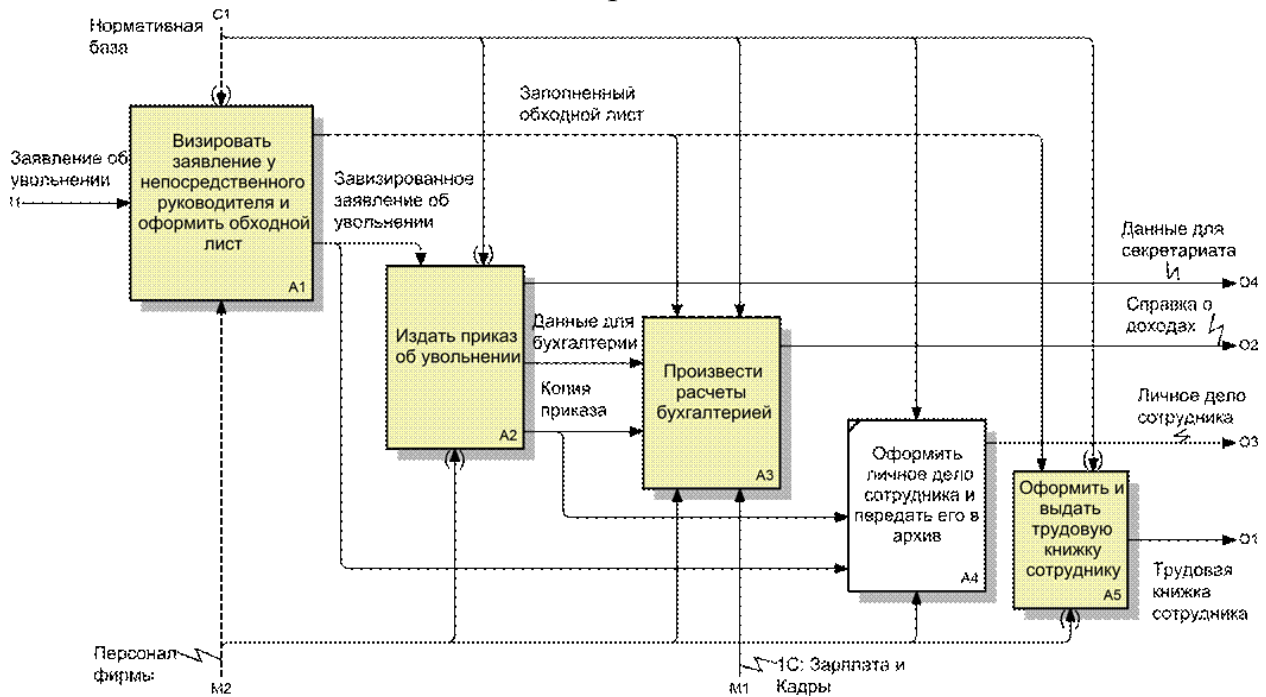 C1
Нормативная
база
Заполненный
обходной лист
Визировать
заявление у
непосредственного
руководителя и
оформить обходной
лист
A1
Заявление об
увольнении
I1
Завизированное
заявление об
увольнении
Данные для
секретариата
O4
Издать приказ
об увольнении
A2
Данные для
бухгалтерии
Справка о
доходах
O2
Произвести
расчеты
бухгалтерией
A3
Копия
приказа
Личное дело
сотрудника
O3
Оформить
личное дело
сотрудника и
передать его в
архив
A4
Оформить и
выдать
трудовую
книжку
сотруднику
A5
O1
Трудовая
книжка
сотрудника
Персонал
фирмы
M2
M1
1С: Зарплата и
Кадры